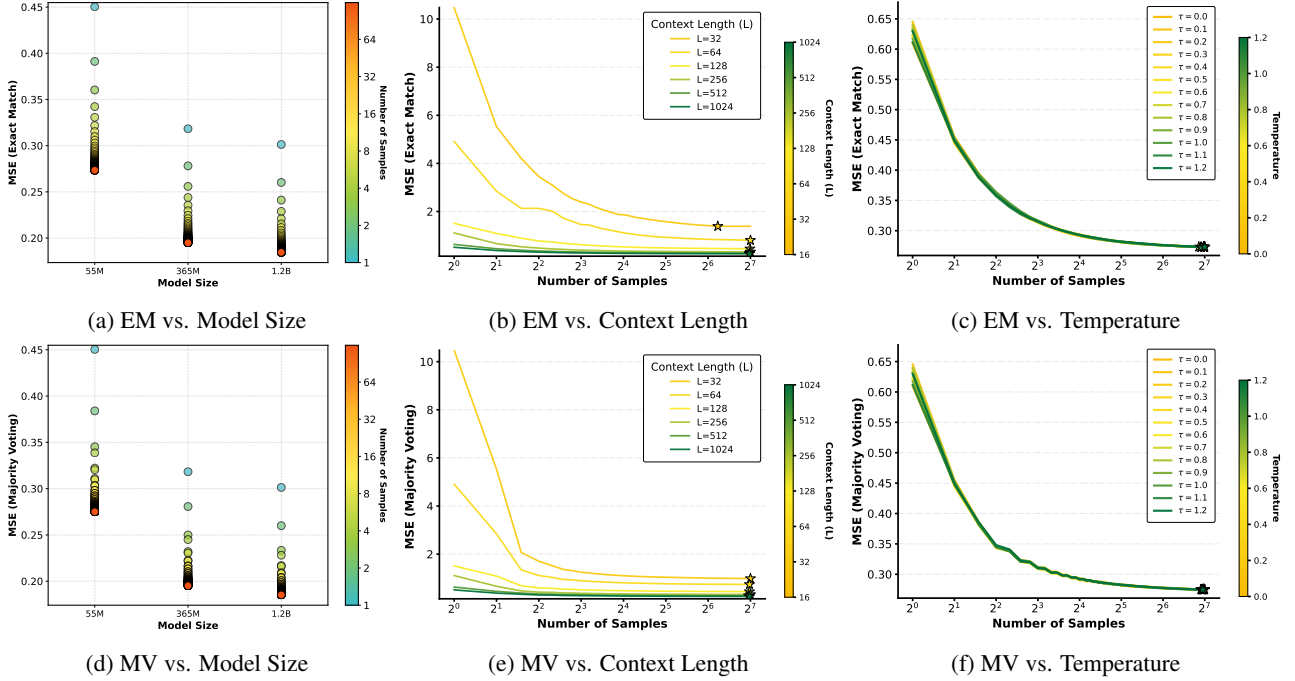 0.45
0.40
0.35
0.30
0.25
0.20
MSE (Exact Match)
55M
365M
1.2B
Model Size
64
32
16
8
4
2
1
Number of Samples
(a) EM vs. Model Size
10
8
6
4
2
MSE (Exact Match)
2^0
2^1
2^2
2^3
2^4
2^5
2^6
2^7
Number of Samples
Context Length (L)
L=32
L=64
L=128
L=256
L=512
L=1024
1024
512
256
128
64
32
16
Context Length (L)
(b) EM vs. Context Length
0.65
0.60
0.55
0.50
0.45
0.40
0.35
0.30
MSE (Exact Match)
2^0
2^1
2^2
2^3
2^4
2^5
2^6
2^7
Number of Samples
τ = 0.0
τ = 0.1
τ = 0.2
τ = 0.3
τ = 0.4
τ = 0.5
τ = 0.6
τ = 0.7
τ = 0.8
τ = 0.9
τ = 1.0
τ = 1.1
τ = 1.2
1.2
1.0
0.8
0.6
0.4
0.2
0.0
Temperature
(c) EM vs. Temperature
0.45
0.40
0.35
0.30
0.25
0.20
MSE (Majority Voting)
55M
365M
1.2B
Model Size
64
32
16
8
4
2
1
Number of Samples
(d) MV vs. Model Size
10
8
6
4
2
MSE (Majority Voting)
2^0
2^1
2^2
2^3
2^4
2^5
2^6
2^7
Number of Samples
Context Length (L)
L=32
L=64
L=128
L=256
L=512
L=1024
1024
512
256
128
64
32
16
Context Length (L)
(e) MV vs. Context Length
0.65
0.60
0.55
0.50
0.45
0.40
0.35
0.30
MSE (Majority Voting)
2^0
2^1
2^2
2^3
2^4
2^5
2^6
2^7
Number of Samples
τ = 0.0
τ = 0.1
τ = 0.2
τ = 0.3
τ = 0.4
τ = 0.5
τ = 0.6
τ = 0.7
τ = 0.8
τ = 0.9
τ = 1.0
τ = 1.1
τ = 1.2
1.2
1.0
0.8
0.6
0.4
0.2
0.0
Temperature
(f) MV vs. Temperature